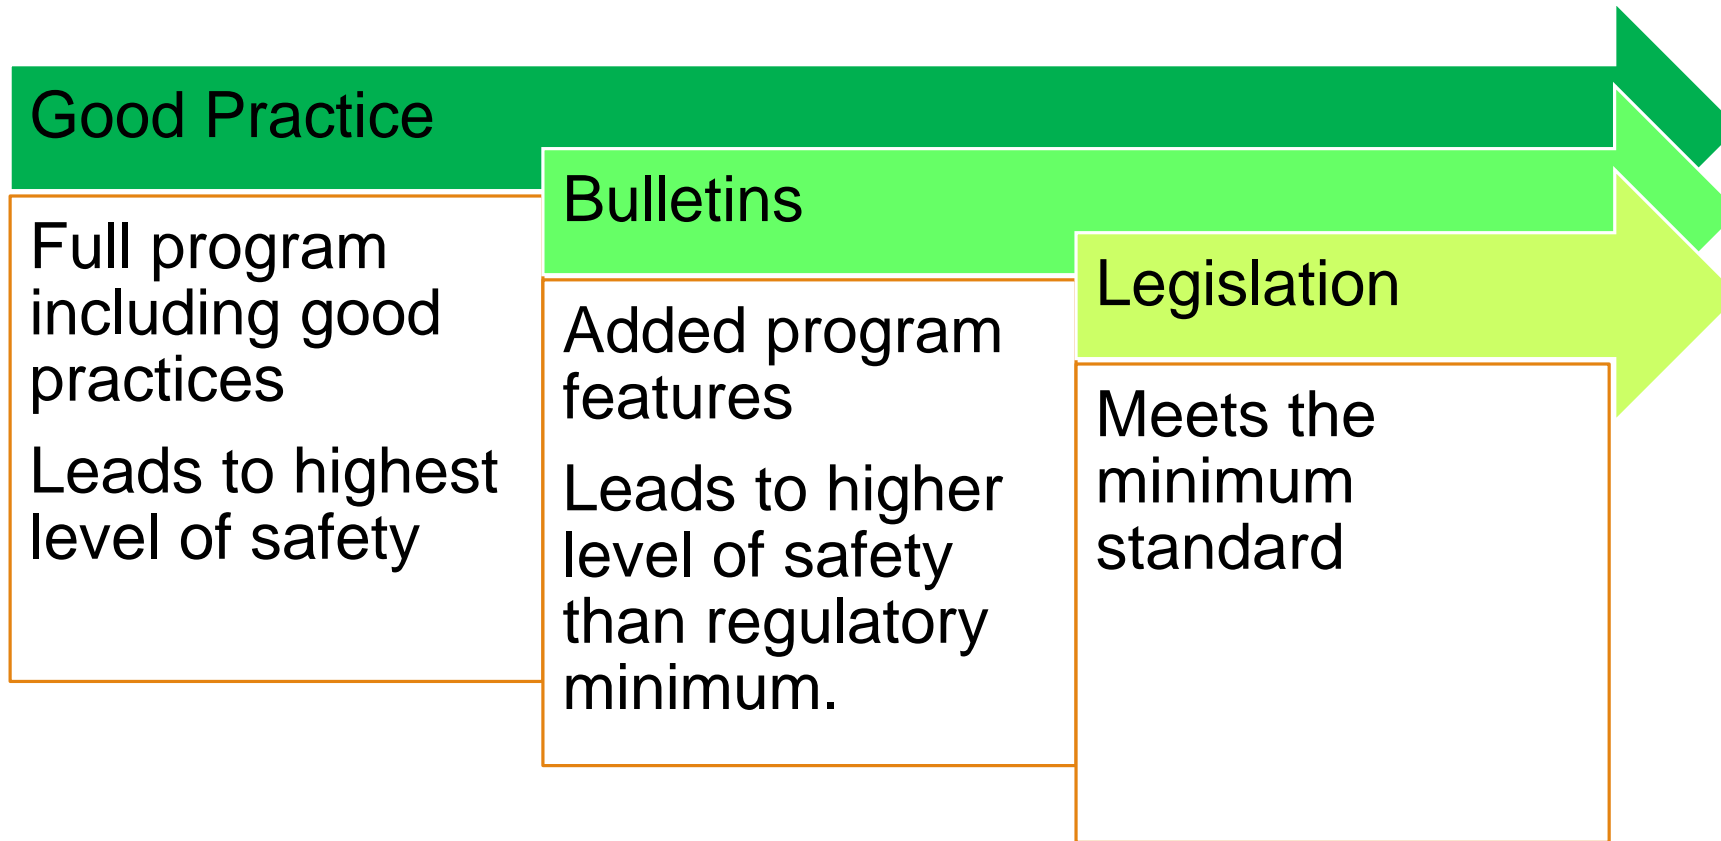 Good Practice
Full program
including good
practices
Leads to highest
level of safety
Bulletins
Added program
features
Leads to higher
level of safety
than regulatory
minimum.
Legislation
Meets the
minimum
standard